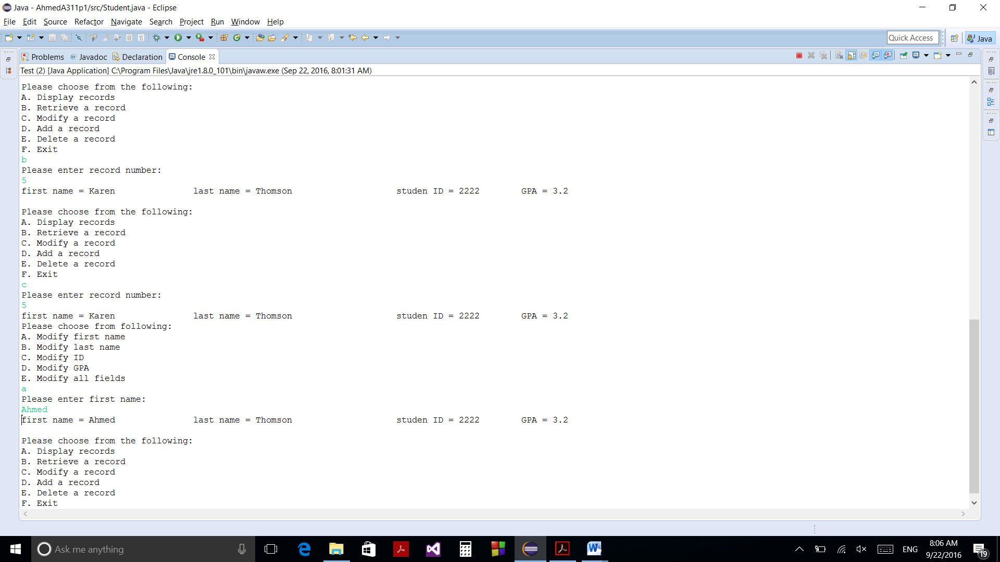 Java - AhmedA311p1/src/Student.java - Eclipse
File Edit Source Refactor Navigate Search Project Run Window Help
Quick Access Java
Problems @ Javadoc Declaration Console
Test (2) [Java Application] C:\Program Files\Java\jre1.8.0_101\bin\javaw.exe (Sep 22, 2016, 8:01:31 AM)
Please choose from the following:
A. Display records
B. Retrieve a record
C. Modify a record
D. Add a record
E. Delete a record
F. Exit
b
Please enter record number:
5
first name = Karen last name = Thomson studen ID = 2222 GPA = 3.2
Please choose from the following:
A. Display records
B. Retrieve a record
C. Modify a record
D. Add a record
E. Delete a record
F. Exit
c
Please enter record number:
5
first name = Karen last name = Thomson studen ID = 2222 GPA = 3.2
Please choose from following:
A. Modify first name
B. Modify last name
C. Modify ID
D. Modify GPA
E. Modify all fields
a
Please enter first name:
Ahmed
first name = Ahmed last name = Thomson studen ID = 2222 GPA = 3.2
Please choose from the following:
A. Display records
B. Retrieve a record
C. Modify a record
D. Add a record
E. Delete a record
F. Exit
Ask me anything
ENG
8:06 AM
9/22/2016
19